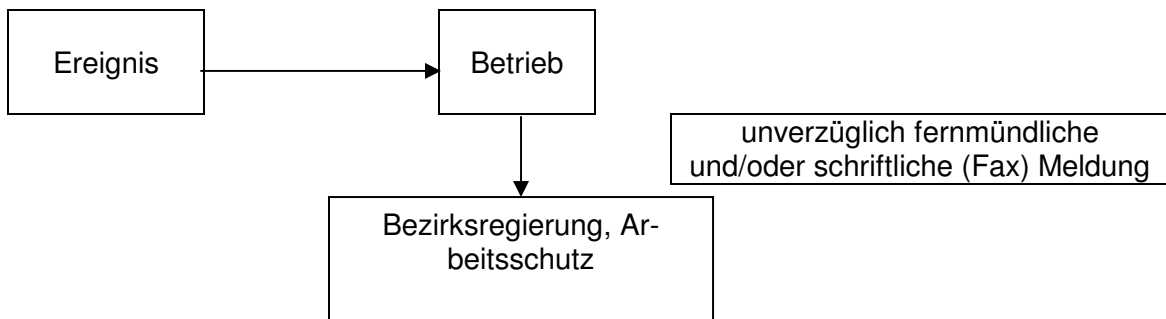 Ereignis
Betrieb
unverzüglich fernmündliche
und/oder schriftliche (Fax) Meldung
Bezirksregierung, Ar-
beitsschutz